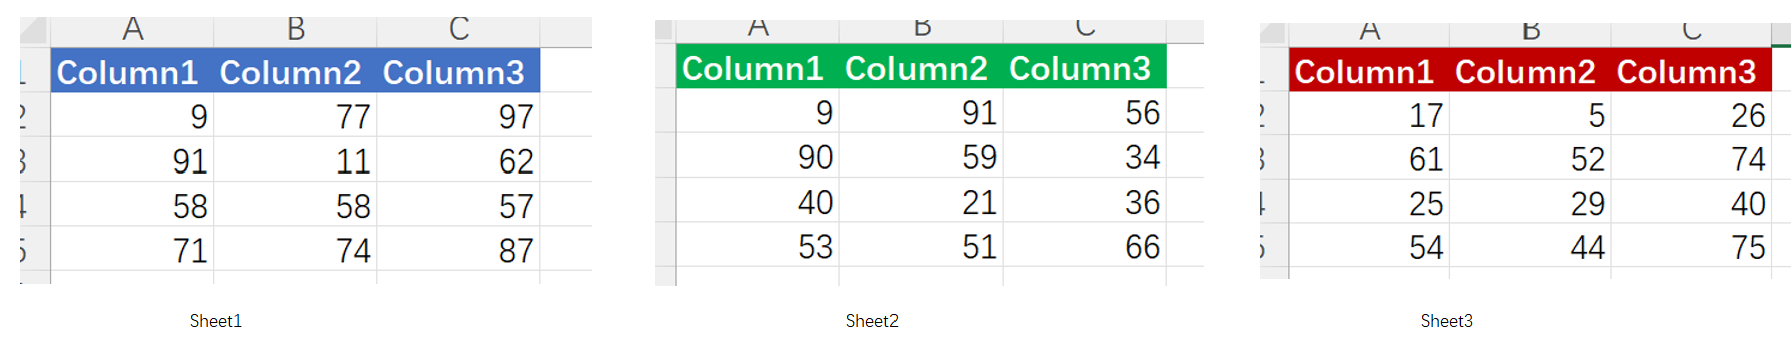 A B C
Column1 Column2 Column3
2 9 77 97
3 91 11 62
4 58 58 57
5 71 74 87
Sheet1
A B C
Column1 Column2 Column3
9 91 56
90 59 34
40 21 36
53 51 66
Sheet2
A B C
1 Column1 Column2 Column3
2 17 5 26
3 61 52 74
4 25 29 40
5 54 44 75
Sheet3